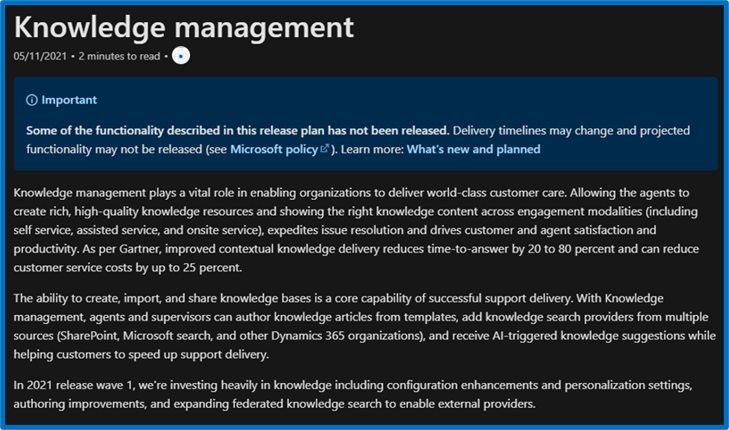 Knowledge management
05/11/2021 • 2 minutes to read •
Important
Some of the functionality described in this release plan has not been released. Delivery timelines may change and projected
functionality may not be released (see Microsoft policy). Learn more: What's new and planned
Knowledge management plays a vital role in enabling organizations to deliver world-class customer care. Allowing the agents to
create rich, high-quality knowledge resources and showing the right knowledge content across engagement modalities (including
self service, assisted service, and onsite service), expedites issue resolution and drives customer and agent satisfaction and
productivity. As per Gartner, improved contextual knowledge delivery reduces time-to-answer by 20 to 80 percent and can reduce
customer service costs by up to 25 percent.
The ability to create, import, and share knowledge bases is a core capability of successful support delivery. With Knowledge
management, agents and supervisors can author knowledge articles from templates, add knowledge search providers from multiple
sources (SharePoint, Microsoft search, and other Dynamics 365 organizations), and receive AI-triggered knowledge suggestions while
helping customers to speed up support delivery.
In 2021 release wave 1, we're investing heavily in knowledge including configuration enhancements and personalization settings,
authoring improvements, and expanding federated knowledge search to enable external providers.